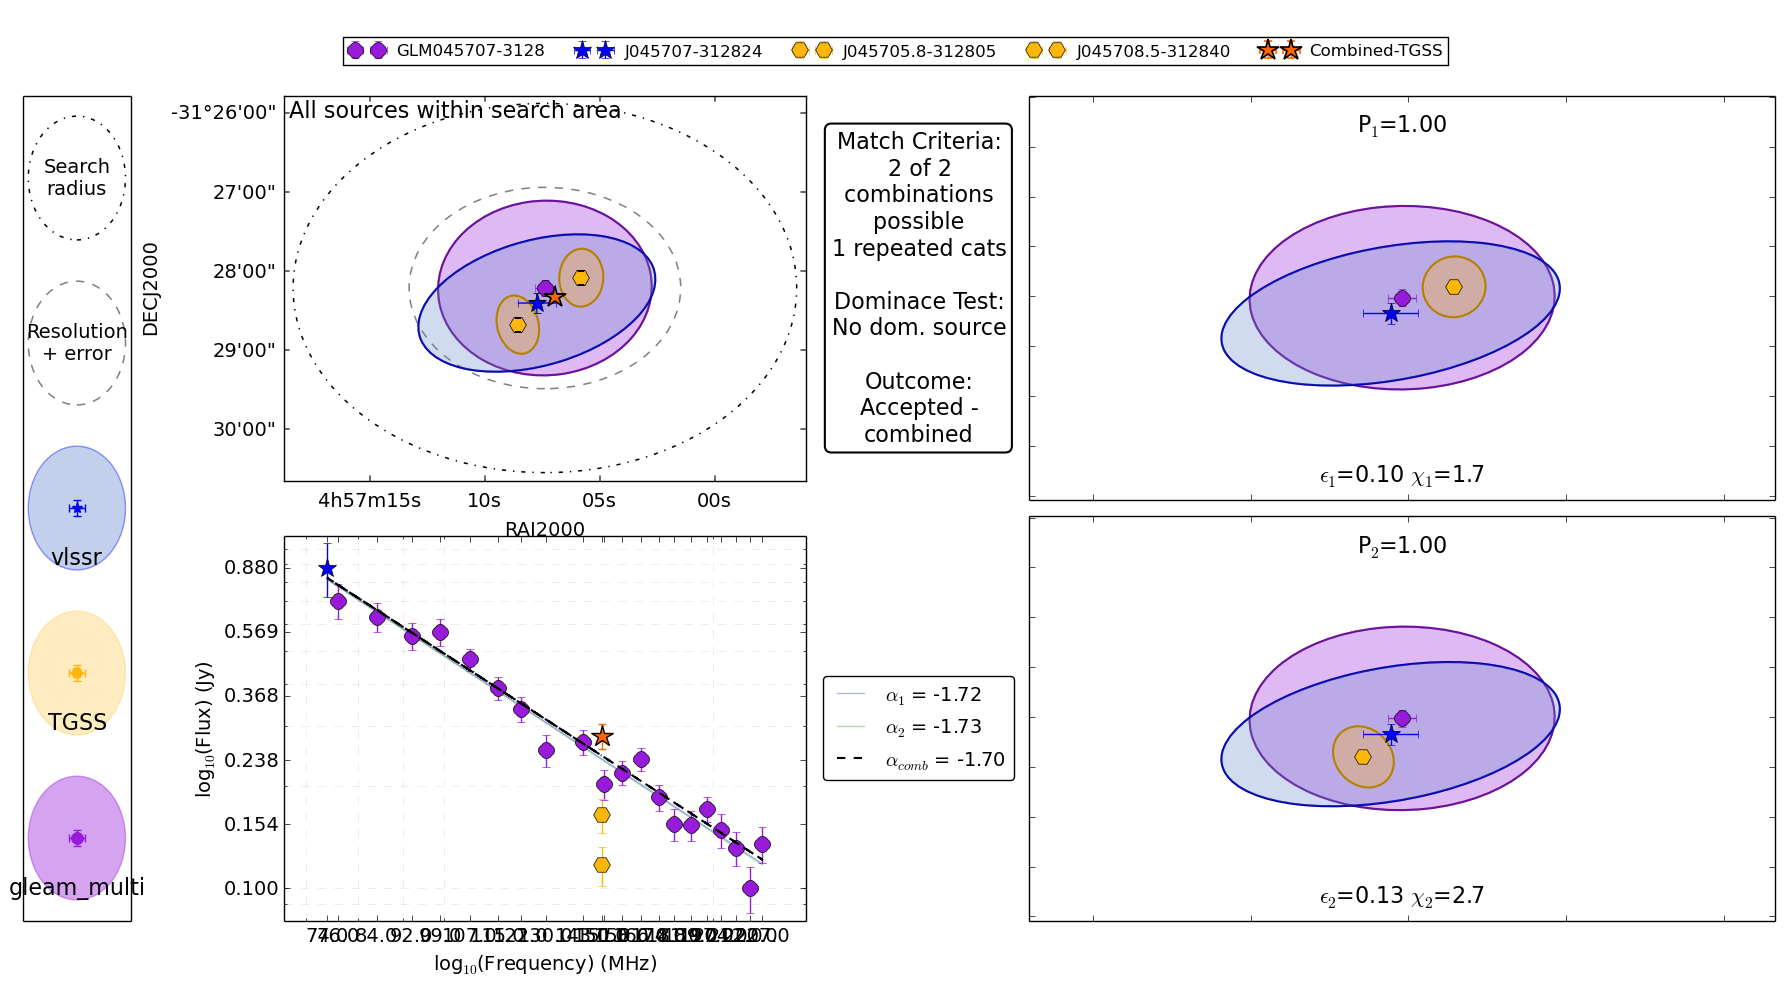 GLM045707-3128 J045707-312824 J045705.8-312805 J045708.5-312840 Combined-TGSS
Search
radius
Resolution
+ error
vlssr
TGSS
gleam_multi
All sources within search area
DECJ2000
-31°26'00"
27'00"
28'00"
29'00"
30'00"
4h57m15s 10s 05s 00s
RAJ2000
Match Criteria:
2 of 2
combinations
possible
1 repeated cats
Dominace Test:
No dom. source
Outcome:
Accepted -
combined
P1=1.00
ϵ1=0.10 χ1=1.7
P2=1.00
ϵ2=0.13 χ2=2.7
log10(Flux) (Jy)
0.880
0.569
0.368
0.238
0.154
0.100
log10(Frequency) (MHz)
α1 = -1.72
α2 = -1.73
αcomb = -1.70